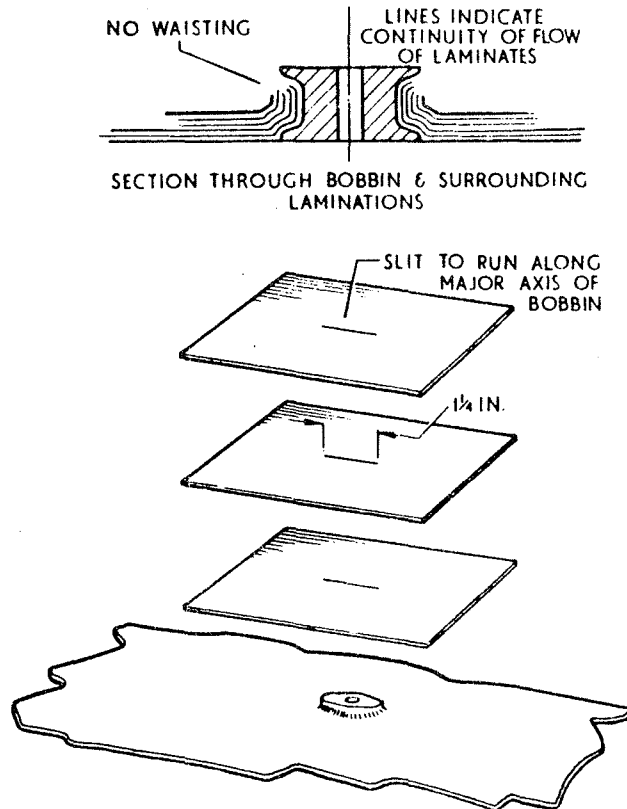 NO WAISTING
LINES INDICATE
CONTINUITY OF FLOW
OF LAMINATES
SECTION THROUGH BOBBIN & SURROUNDING
LAMINATIONS
SLIT TO RUN ALONG
MAJOR AXIS OF
BOBBIN
1¼ IN.